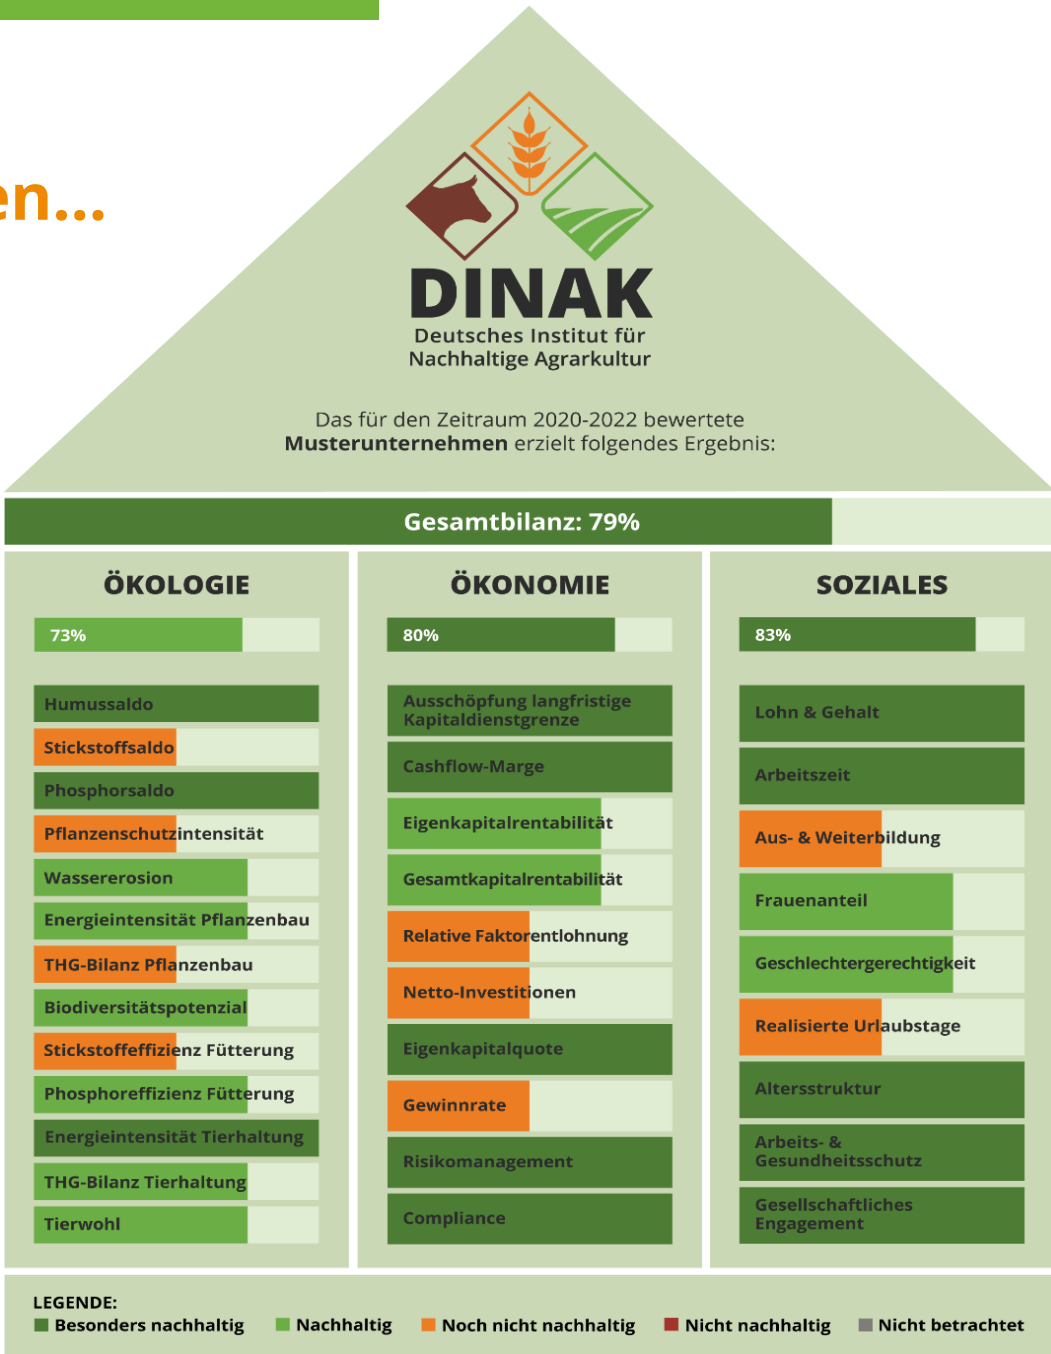 en...
DINAK
Deutsches Institut für
Nachhaltige Agrarkultur
Das für den Zeitraum 2020-2022 bewertete
Musterunternehmen erzielt folgendes Ergebnis:
Gesamtbilanz: 79%
ÖKOLOGIE
73%
Humussaldo
Stickstoffsaldo
Phosphorsaldo
Pflanzenschutzintensität
Wassererosion
Energieintensität Pflanzenbau
THG-Bilanz Pflanzenbau
Biodiversitätspotenzial
Stickstoffeffizienz Fütterung
Phosphoreffizienz Fütterung
Energieintensität Tierhaltung
THG-Bilanz Tierhaltung
Tierwohl
ÖKONOMIE
80%
Ausschöpfung langfristige
Kapitaldienstgrenze
Cashflow-Marge
Eigenkapitalrentabilität
Gesamtkapitalrentabilität
Relative Faktorentlohnung
Netto-Investitionen
Eigenkapitalquote
Gewinnrate
Risikomanagement
Compliance
SOZIALES
83%
Lohn & Gehalt
Arbeitszeit
Aus- & Weiterbildung
Frauenanteil
Geschlechtergerechtigkeit
Realisierte Urlaubstage
Altersstruktur
Arbeits- &
Gesundheitsschutz
Gesellschaftliches
Engagement
LEGENDE:
Besonders nachhaltig Nachhaltig Noch nicht nachhaltig Nicht nachhaltig Nicht betrachtet